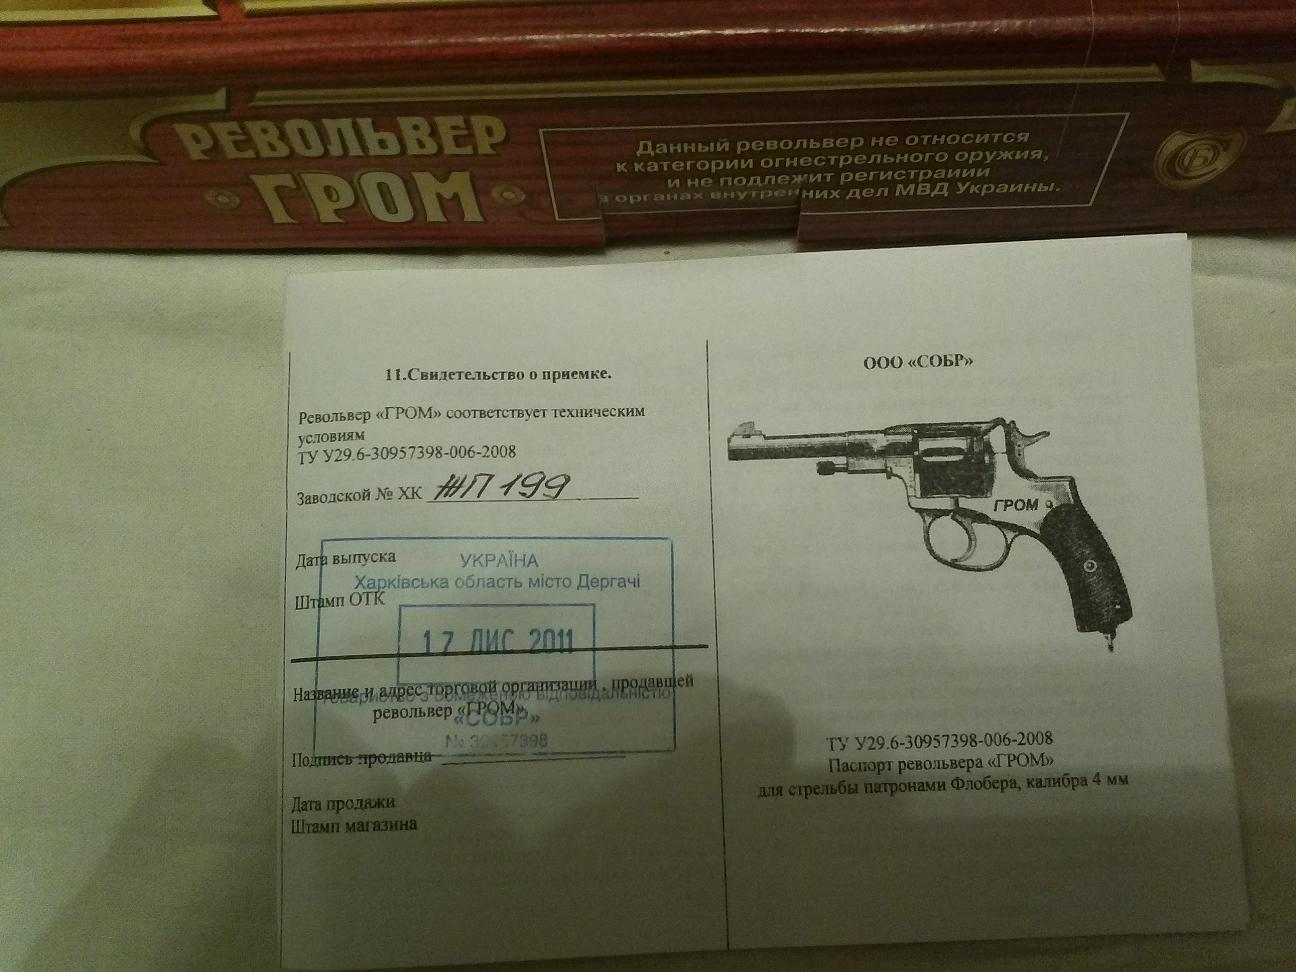 РЕВОЛЬВЕР
ГРОМ
Данный револьвер не относится
к категории огнестрельного оружия,
и не подлежит регистрациии
в органах внутренних дел МВД Украины.
11.Свидетельство о приемке.
Револьвер «ГРОМ» соответствует техническим
условиям
ТУ У29.6-30957398-006-2008
Заводской № ХК ЖП 199
Дата выпуска
Штамп ОТК
УКРАЇНА
Харківська область місто Дергачі
17 ЛИС 2011
Товариство з обмеженою відповідальністю
«СОБР»
№ 30957398
Название и адрес торговой организации , продавшей
револьвер «ГРОМ»
Подпись продавца
Дата продажи
Штамп магазина
ООО «СОБР»
ГРОМ
ТУ У29.6-30957398-006-2008
Паспорт револьвера «ГРОМ»
для стрельбы патронами Флобера, калибра 4 мм